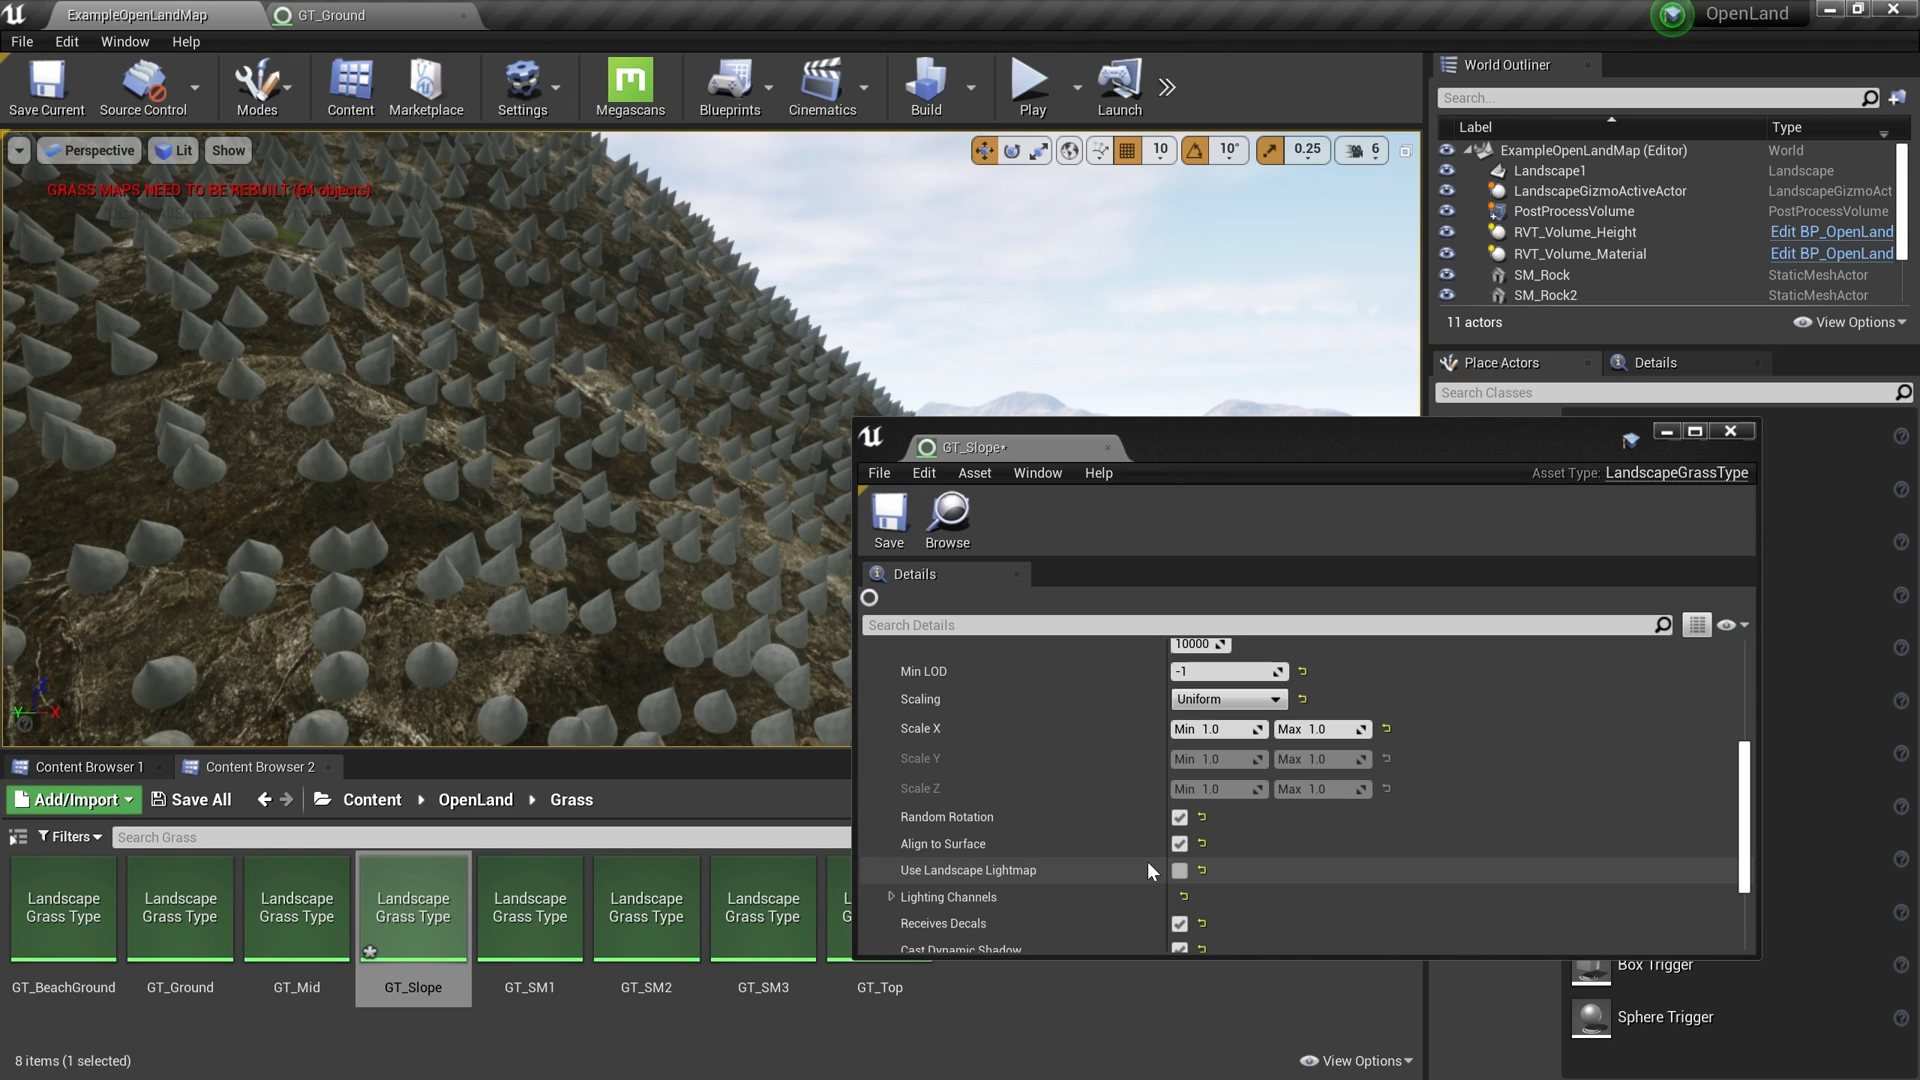 ExampleOpenLandMap
GT_Ground
OpenLand
File Edit Window Help
Save Current
Source Control
Modes
Content
Marketplace
Settings
Megascans
Blueprints
Cinematics
Build
Play
Launch
Perspective
Lit
Show
10
10°
0.25
6
GRASS MAPS NEED TO BE REBUILT (64 objects)
World Outliner
Search...
Label Type
ExampleOpenLandMap (Editor) World
Landscape1 Landscape
LandscapeGizmoActiveActor LandscapeGizmoAct
PostProcessVolume PostProcessVolume
RVT_Volume_Height Edit BP_OpenLand
RVT_Volume_Material Edit BP_OpenLand
SM_Rock StaticMeshActor
SM_Rock2 StaticMeshActor
11 actors
View Options
Place Actors
Details
Search Classes
GT_Slope*
File Edit Asset Window Help
Asset Type: LandscapeGrassType
Save
Browse
Details
Search Details
10000
Min LOD -1
Scaling Uniform
Scale X Min 1.0 Max 1.0
Scale Y Min 1.0 Max 1.0
Scale Z Min 1.0 Max 1.0
Random Rotation
Align to Surface
Use Landscape Lightmap
Lighting Channels
Receives Decals
Cast Dynamic Shadow
Z
Y
X
Content Browser 1
Content Browser 2
Add/Import
Save All
Content
OpenLand
Grass
Filters
Search Grass
Landscape
Grass Type
Landscape
Grass Type
Landscape
Grass Type
Landscape
Grass Type
Landscape
Grass Type
Landscape
Grass Type
Landscape
Grass Type
L
G
GT_BeachGround
GT_Ground
GT_Mid
GT_Slope
GT_SM1
GT_SM2
GT_SM3
GT_Top
8 items (1 selected)
View Options
Box Trigger
Sphere Trigger